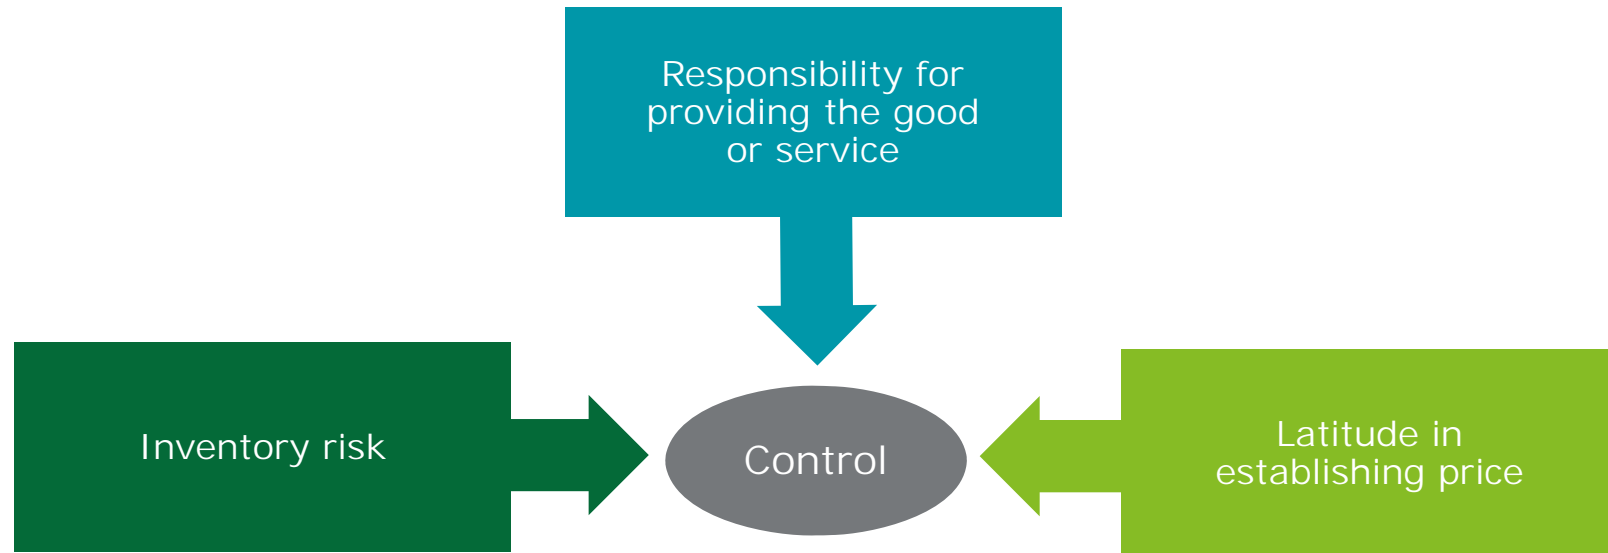 Responsibility for
providing the good
or service
Inventory risk
Control
Latitude in
establishing price